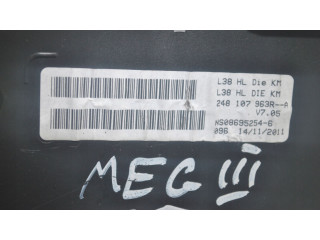 L38 HL Die KM
L38 HL DIE KM
248 107 963R--A
V7.05
NS08695254-6
096 14/11/2011
MEG III